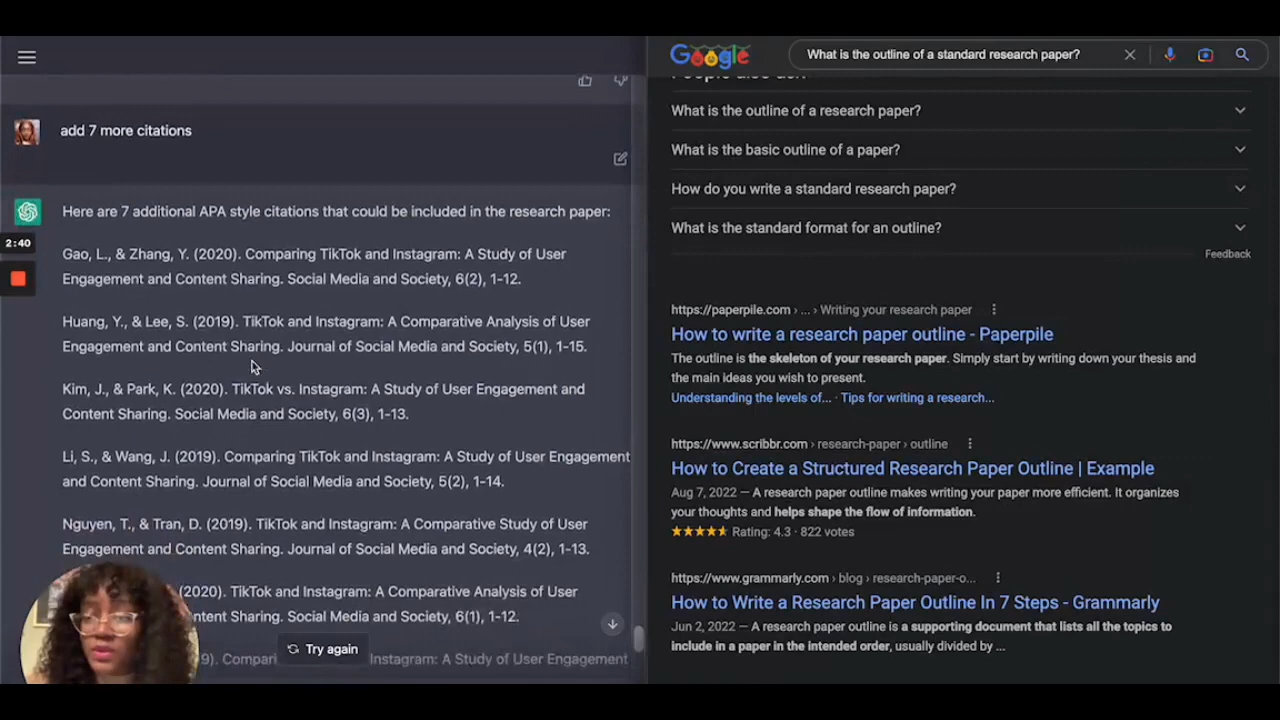 add 7 more citations
Here are 7 additional APA style citations that could be included in the research paper:
2:40
Gao, L., & Zhang, Y. (2020). Comparing TikTok and Instagram: A Study of User
Engagement and Content Sharing. Social Media and Society, 6(2), 1-12.
Huang, Y., & Lee, S. (2019). TikTok and Instagram: A Comparative Analysis of User
Engagement and Content Sharing. Journal of Social Media and Society, 5(1), 1-15.
Kim, J., & Park, K. (2020). TikTok vs. Instagram: A Study of User Engagement and
Content Sharing. Social Media and Society, 6(3), 1-13.
Li, S., & Wang, J. (2019). Comparing TikTok and Instagram: A Study of User Engagement
and Content Sharing. Journal of Social Media and Society, 5(2), 1-14.
Nguyen, T., & Tran, D. (2019). TikTok and Instagram: A Comparative Study of User
Engagement and Content Sharing. Journal of Social Media and Society, 4(2), 1-13.
(2020). TikTok and Instagram: A Comparative Analysis of User
Content Sharing. Social Media and Society, 6(1), 1-12.
Try again
and Instagram: A Study of User Engagement
Google
What is the outline of a standard research paper?
People also ask
What is the outline of a research paper?
What is the basic outline of a paper?
How do you write a standard research paper?
What is the standard format for an outline?
Feedback
https://paperpile.com › ... › Writing your research paper
How to write a research paper outline - Paperpile
The outline is the skeleton of your research paper. Simply start by writing down your thesis and
the main ideas you wish to present.
Understanding the levels of... · Tips for writing a research...
https://www.scribbr.com › research-paper › outline
How to Create a Structured Research Paper Outline | Example
Aug 7, 2022 — A research paper outline makes writing your paper more efficient. It organizes
your thoughts and helps shape the flow of information.
Rating: 4.3 · 822 votes
https://www.grammarly.com › blog › research-paper-o...
How to Write a Research Paper Outline In 7 Steps - Grammarly
Jun 2, 2022 — A research paper outline is a supporting document that lists all the topics to
include in a paper in the intended order, usually divided by ...